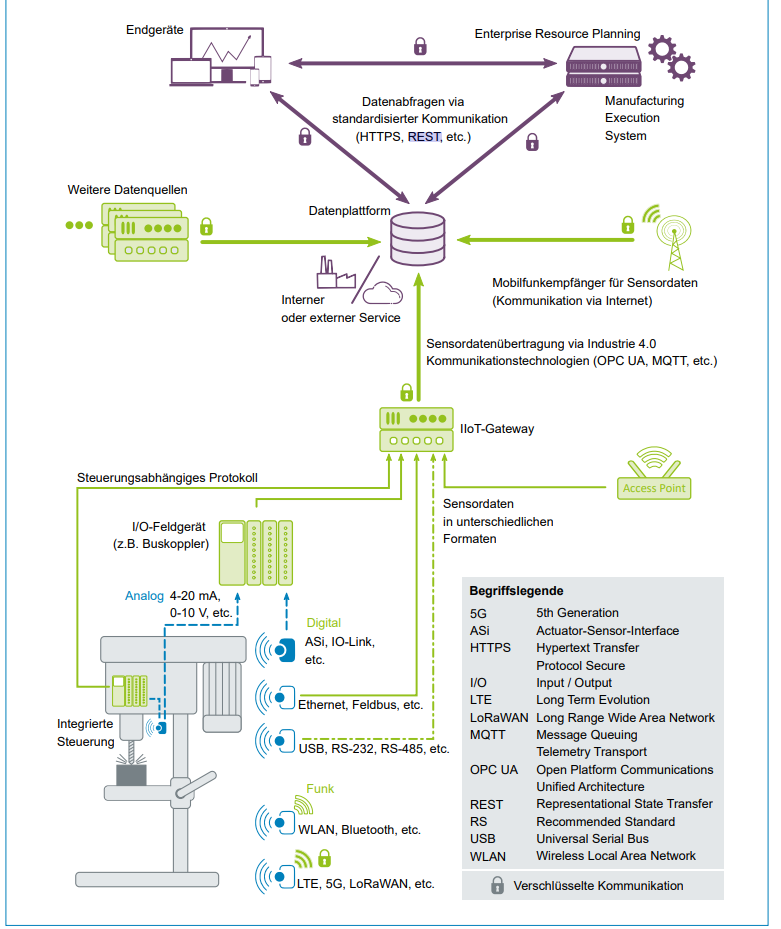 Endgeräte
Enterprise Resource Planning
Datenabfragen via
standardisierter Kommunikation
(HTTPS, REST, etc.)
Manufacturing
Execution
System
Weitere Datenquellen
Datenplattform
Interner
oder externer Service
Mobilfunkempfänger für Sensordaten
(Kommunikation via Internet)
Sensordatenübertragung via Industrie 4.0
Kommunikationstechnologien (OPC UA, MQTT, etc.)
IIoT-Gateway
Steuerungsabhängiges Protokoll
Access Point
I/O-Feldgerät
(z.B. Buskoppler)
Sensordaten
in unterschiedlichen
Formaten
Analog 4-20 mA,
0-10 V, etc.
Digital
ASi, IO-Link,
etc.
Ethernet, Feldbus, etc.
Integrierte
Steuerung
USB, RS-232, RS-485, etc.
Funk
WLAN, Bluetooth, etc.
LTE, 5G, LoRaWAN, etc.
Begriffslegende
5G 5th Generation
ASi Actuator-Sensor-Interface
HTTPS Hypertext Transfer
Protocol Secure
I/O Input / Output
LTE Long Term Evolution
LoRaWAN Long Range Wide Area Network
MQTT Message Queuing
Telemetry Transport
OPC UA Open Platform Communications
Unified Architecture
REST Representational State Transfer
RS Recommended Standard
USB Universal Serial Bus
WLAN Wireless Local Area Network
Verschlüsselte Kommunikation